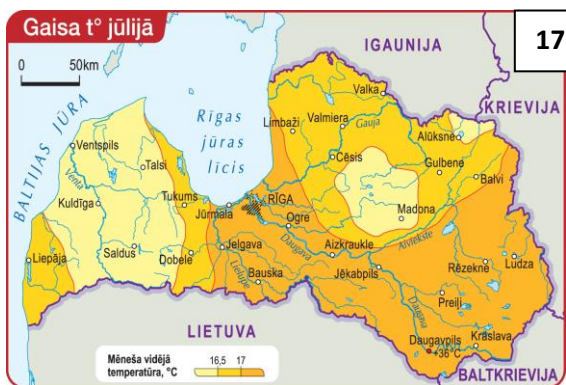 Gaisa t° jūlijā
17
0 50km
IGAUNIJA
KRIEVIJA
BALTIJAS JŪRA
Rīgas
jūras
līcis
Valka
Limbaži
Valmiera
Gauja
Alūksne
Ventspils
Talsi
Cēsis
Gulbene
Balvi
Venta
Kuldīga
Tukums
Jūrmala
RĪGA
Ogre
Madona
Daugava
Aiviekste
Liepāja
Saldus
Dobele
Jelgava
Aizkraukle
Lielupe
Bauska
Jēkabpils
Rēzekne
Ludza
Preiļi
Daugava
Krāslava
Daugavpils
+36°C
LIETUVA
BALTKRIEVIJA
Mēneša vidējā
temperatūra, °C
16,5 17